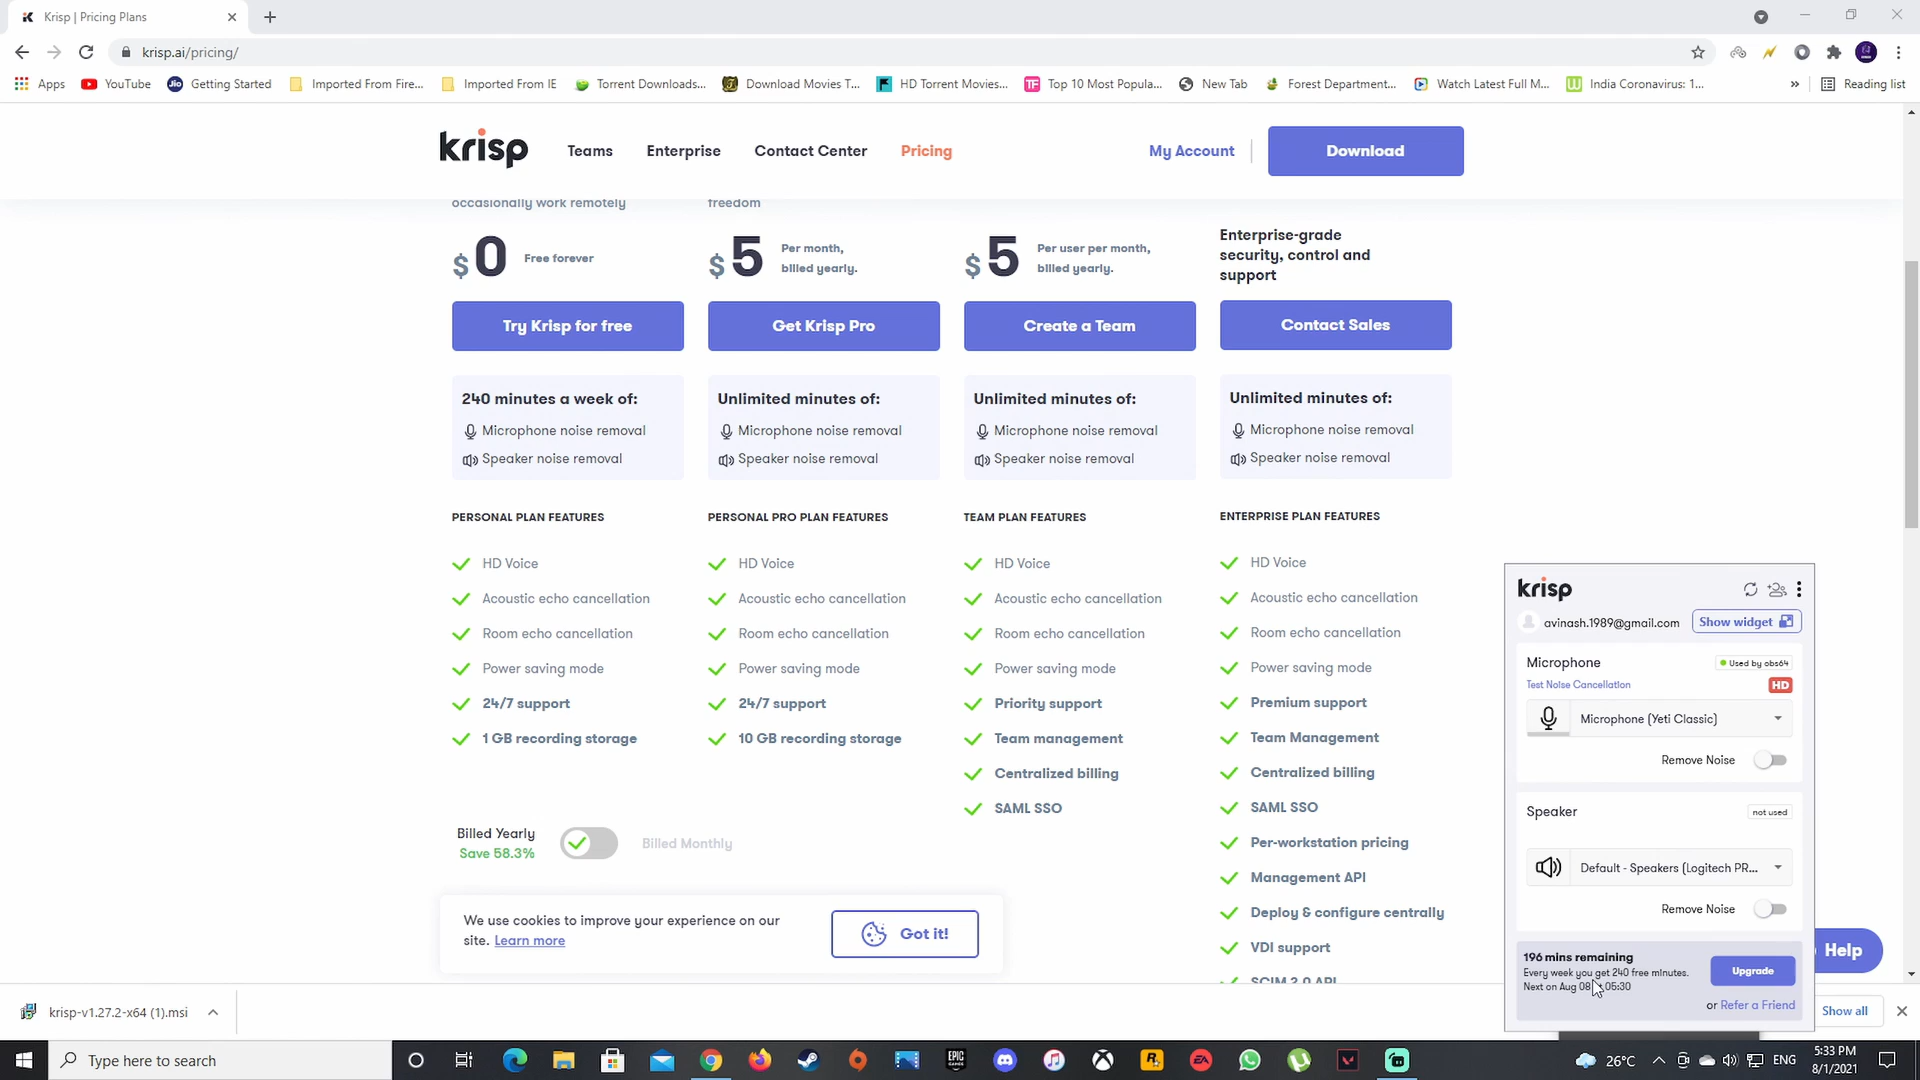 Krisp | Pricing Plans
krisp.ai/pricing/
Apps
YouTube
Jio
Getting Started
Imported From Fire...
Imported From IE
Torrent Downloads...
Download Movies T...
HD Torrent Movies...
TF
Top 10 Most Popula...
New Tab
Forest Department...
Watch Latest Full M...
India Coronavirus: 1...
»
Reading list
krisp
Teams
Enterprise
Contact Center
Pricing
My Account
Download
occasionally work remotely
freedom
$0
Free forever
Try Krisp for free
240 minutes a week of:
Microphone noise removal
Speaker noise removal
PERSONAL PLAN FEATURES
HD Voice
Acoustic echo cancellation
Room echo cancellation
Power saving mode
24/7 support
1 GB recording storage
$5
Per month,
billed yearly.
Get Krisp Pro
Unlimited minutes of:
Microphone noise removal
Speaker noise removal
PERSONAL PRO PLAN FEATURES
HD Voice
Acoustic echo cancellation
Room echo cancellation
Power saving mode
24/7 support
10 GB recording storage
$5
Per user per month,
billed yearly.
Create a Team
Unlimited minutes of:
Microphone noise removal
Speaker noise removal
TEAM PLAN FEATURES
HD Voice
Acoustic echo cancellation
Room echo cancellation
Power saving mode
Priority support
Team management
Centralized billing
SAML SSO
Enterprise-grade
security, control and
support
Contact Sales
Unlimited minutes of:
Microphone noise removal
Speaker noise removal
ENTERPRISE PLAN FEATURES
HD Voice
Acoustic echo cancellation
Room echo cancellation
Power saving mode
Premium support
Team Management
Centralized billing
SAML SSO
Per-workstation pricing
Management API
Deploy & configure centrally
VDI support
SCIM 2.0 API
Billed Yearly
Save 58.3%
Billed Monthly
We use cookies to improve your experience on our
site. Learn more
Got it!
krisp
avinash.1989@gmail.com
Show widget
Microphone
Used by obs64
Test Noise Cancellation
HD
Microphone (Yeti Classic)
Remove Noise
Speaker
not used
Default - Speakers (Logitech PR...
Remove Noise
196 mins remaining
Every week you get 240 free minutes.
Next on Aug 08 05:30
Upgrade
or Refer a Friend
Help
krisp-v1.27.2-x64 (1).msi
Show all
Type here to search
EPIC
GAMES
R
EA
26°C
ENG
5:33 PM
8/1/2021